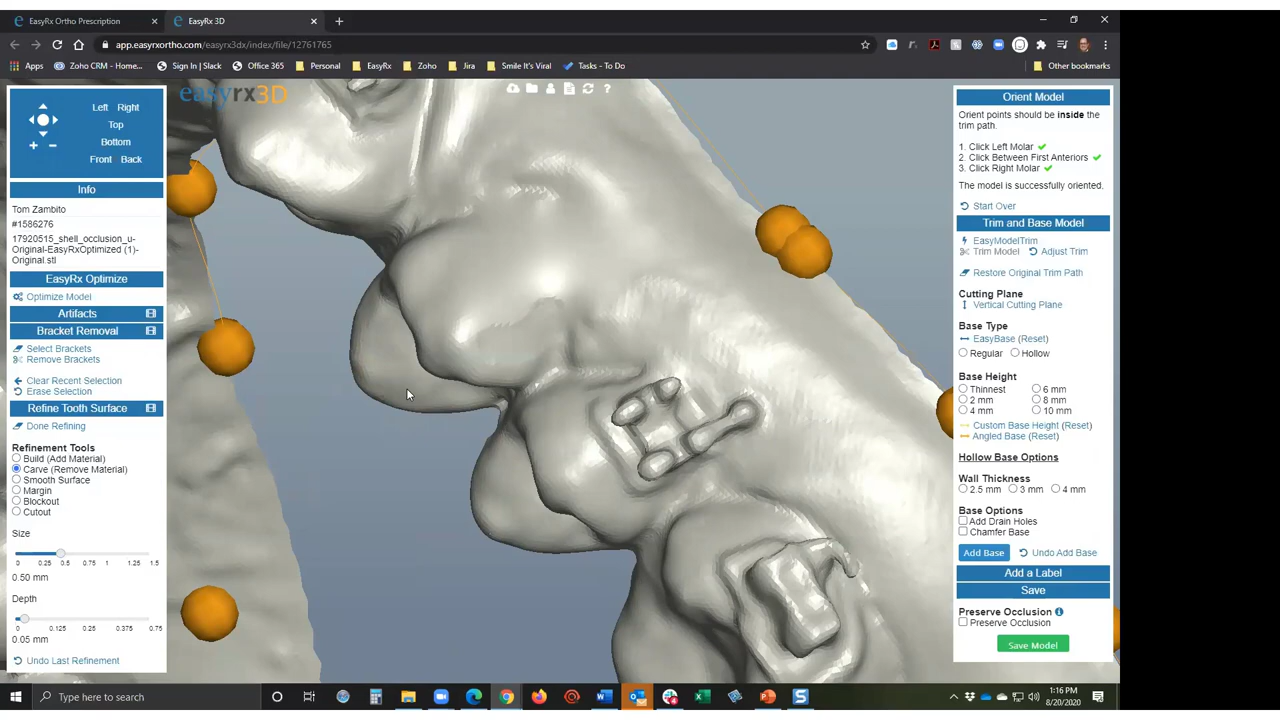 EasyRx Ortho Prescription
EasyRx 3D
app.easyrxortho.com/easyrx3dx/index/file/12761765
Apps
Zoho CRM - Home...
Sign In | Slack
Office 365
Personal
EasyRx
Zoho
Jira
Smile It's Viral
Tasks - To Do
Other bookmarks
easyrx3D
Left Right
Top
Bottom
Front Back
Info
Tom Zambito
#1586276
17920515_shell_occlusion_u-
Original-EasyRxOptimized (1)-
Original.stl
EasyRx Optimize
Optimize Model
Artifacts
Bracket Removal
Select Brackets
Remove Brackets
Clear Recent Selection
Erase Selection
Refine Tooth Surface
Done Refining
Refinement Tools
Build (Add Material)
Carve (Remove Material)
Smooth Surface
Margin
Blockout
Cutout
Size
0 0.25 0.5 0.75 1 1.25 1.5
0.50 mm
Depth
0 0.125 0.25 0.375 0.75
0.05 mm
Undo Last Refinement
Orient Model
Orient points should be inside the
trim path.
1. Click Left Molar
2. Click Between First Anteriors
3. Click Right Molar
The model is successfully oriented.
Start Over
Trim and Base Model
EasyModelTrim
Trim Model Adjust Trim
Restore Original Trim Path
Cutting Plane
Vertical Cutting Plane
Base Type
EasyBase (Reset)
Regular Hollow
Base Height
Thinnest 6 mm
2 mm 8 mm
4 mm 10 mm
Custom Base Height (Reset)
Angled Base (Reset)
Hollow Base Options
Wall Thickness
2.5 mm 3 mm 4 mm
Base Options
Add Drain Holes
Chamfer Base
Add Base Undo Add Base
Add a Label
Save
Preserve Occlusion
Preserve Occlusion
Save Model
Type here to search
1:16 PM
8/20/2020